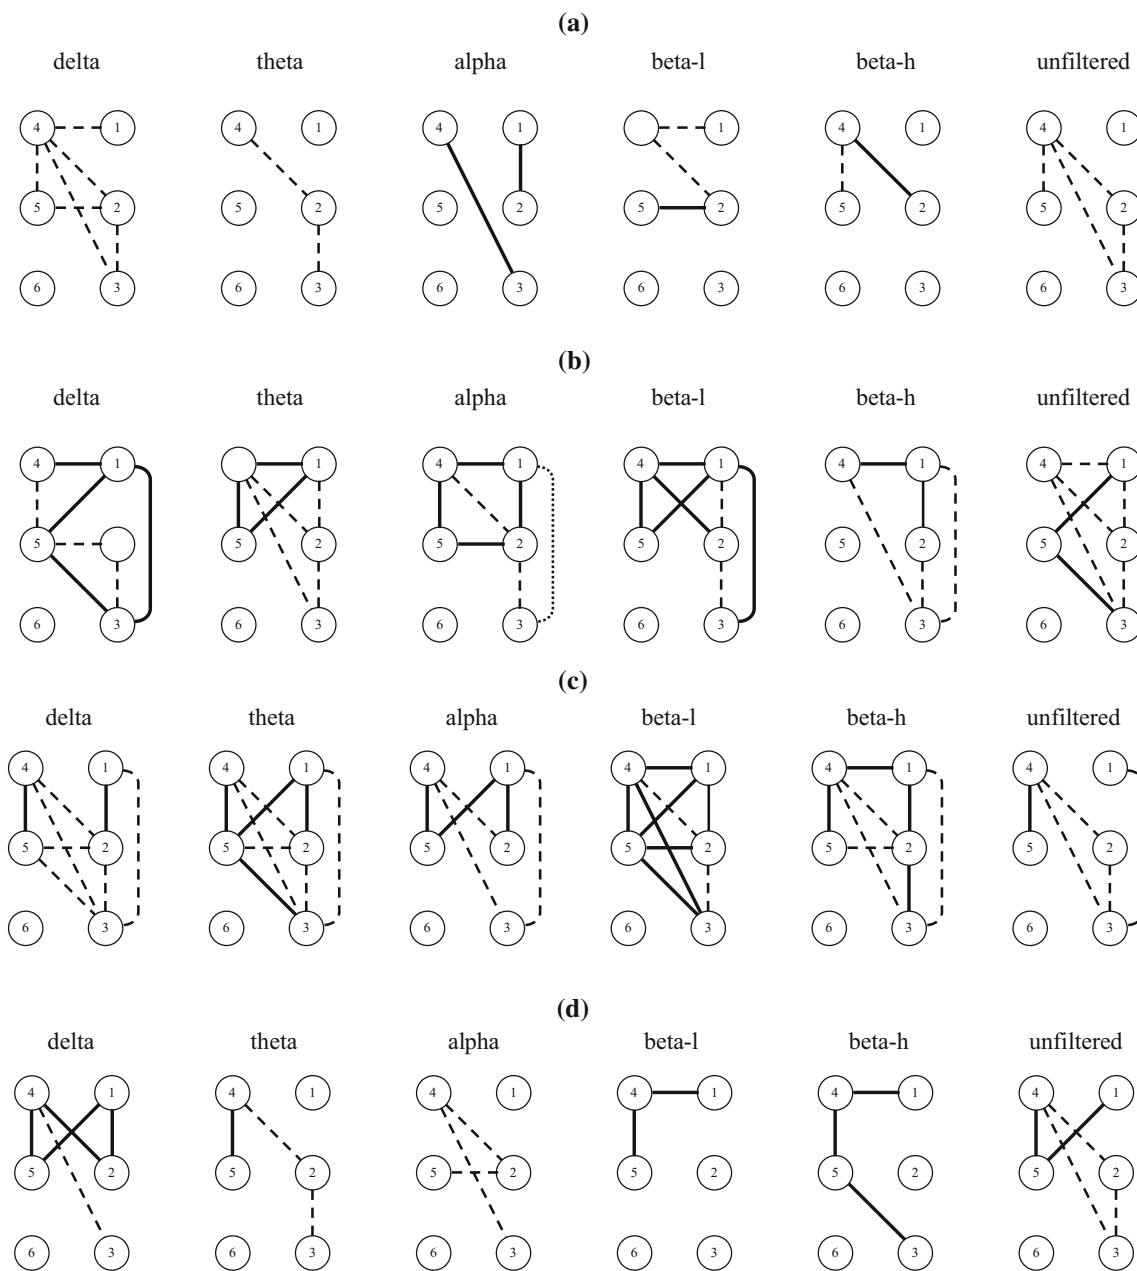 (a)
delta theta alpha beta-l beta-h unfiltered
4 1 4 1 4 1 1 4 1 4 1
5 2 5 2 5 2 5 2 5 2 5 2
6 3 6 3 6 3 6 3 6 3 6 3
(b)
delta theta alpha beta-l beta-h unfiltered
4 1 1 4 1 4 1 4 1 4 1
5 5 2 5 2 5 2 5 2 5 2
6 3 6 3 6 3 6 3 6 3 6 3
(c)
delta theta alpha beta-l beta-h unfiltered
4 1 4 1 4 1 4 1 4 1 4 1
5 2 5 2 5 2 5 2 5 2 5 2
6 3 6 3 6 3 6 3 6 3 6 3
(d)
delta theta alpha beta-l beta-h unfiltered
4 1 4 1 4 1 4 1 4 1 4 1
5 2 5 2 5 2 5 2 5 2 5 2
6 3 6 3 6 3 6 3 6 3 6 3